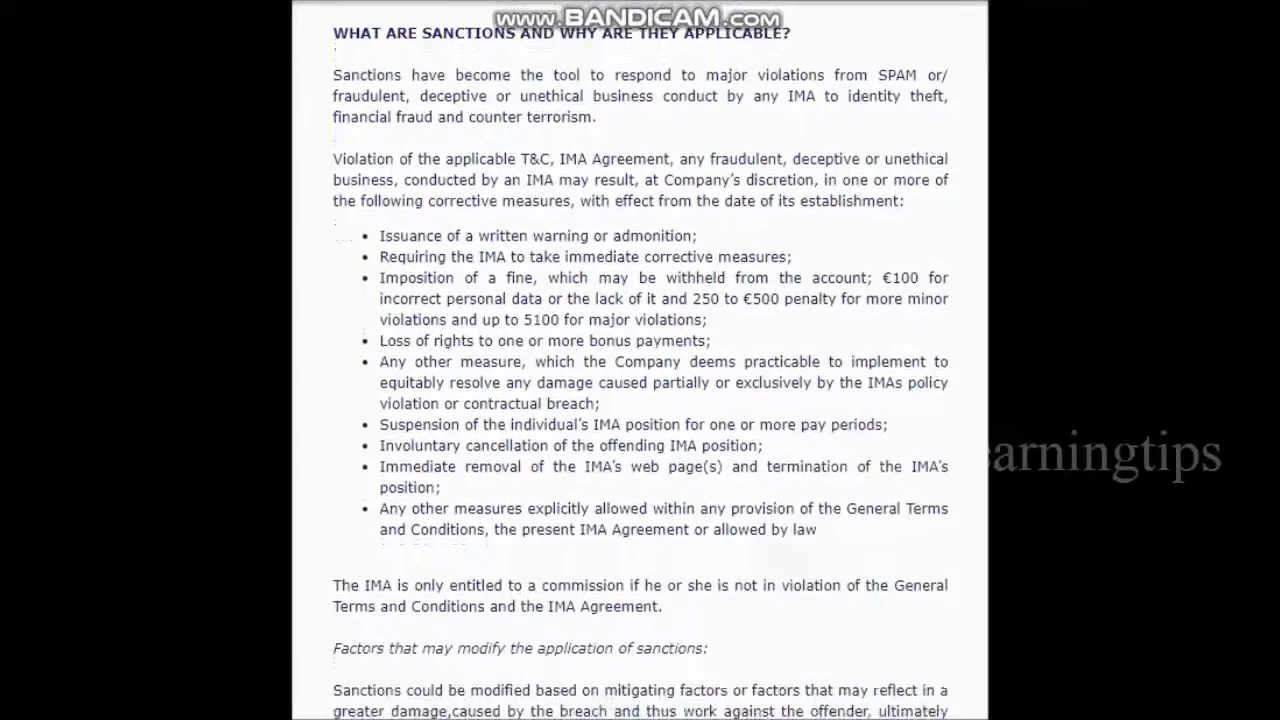 www.BANDICAM.com
WHAT ARE SANCTIONS AND WHY ARE THEY APPLICABLE?
Sanctions have become the tool to respond to major violations from SPAM or/
fraudulent, deceptive or unethical business conduct by any IMA to identity theft,
financial fraud and counter terrorism.
Violation of the applicable T&C, IMA Agreement, any fraudulent, deceptive or unethical
business, conducted by an IMA may result, at Company's discretion, in one or more of
the following corrective measures, with effect from the date of its establishment:
• Issuance of a written warning or admonition;
• Requiring the IMA to take immediate corrective measures;
• Imposition of a fine, which may be withheld from the account; €100 for
incorrect personal data or the lack of it and 250 to €500 penalty for more minor
violations and up to 5100 for major violations;
• Loss of rights to one or more bonus payments;
• Any other measure, which the Company deems practicable to implement to
equitably resolve any damage caused partially or exclusively by the IMAs policy
violation or contractual breach;
• Suspension of the individual's IMA position for one or more pay periods;
• Involuntary cancellation of the offending IMA position;
• Immediate removal of the IMA's web page(s) and termination of the IMA's
position;
• Any other measures explicitly allowed within any provision of the General Terms
and Conditions, the present IMA Agreement or allowed by law
earningtips
The IMA is only entitled to a commission if he or she is not in violation of the General
Terms and Conditions and the IMA Agreement.
Factors that may modify the application of sanctions:
Sanctions could be modified based on mitigating factors or factors that may reflect in a
greater damage,caused by the breach and thus work against the offender, ultimately